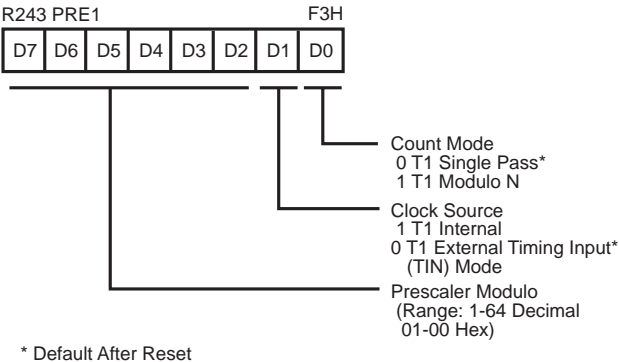 R243 PRE1 F3H
D7 D6 D5 D4 D3 D2 D1 D0
Count Mode
0 T1 Single Pass*
1 T1 Modulo N
Clock Source
1 T1 Internal
0 T1 External Timing Input*
(TIN) Mode
Prescaler Modulo
(Range: 1-64 Decimal
01-00 Hex)
* Default After Reset